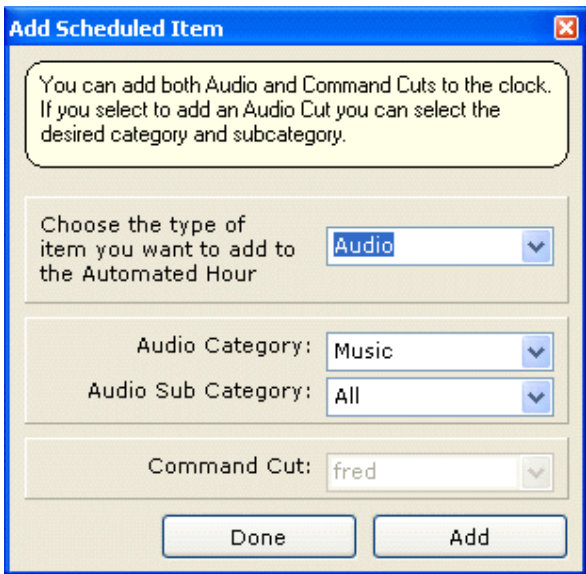 Add Scheduled Item
You can add both Audio and Command Cuts to the clock.
If you select to add an Audio Cut you can select the
desired category and subcategory.
Choose the type of
item you want to add to
the Automated Hour
Audio
Audio Category:
Music
Audio Sub Category:
All
Command Cut:
fred
Done
Add